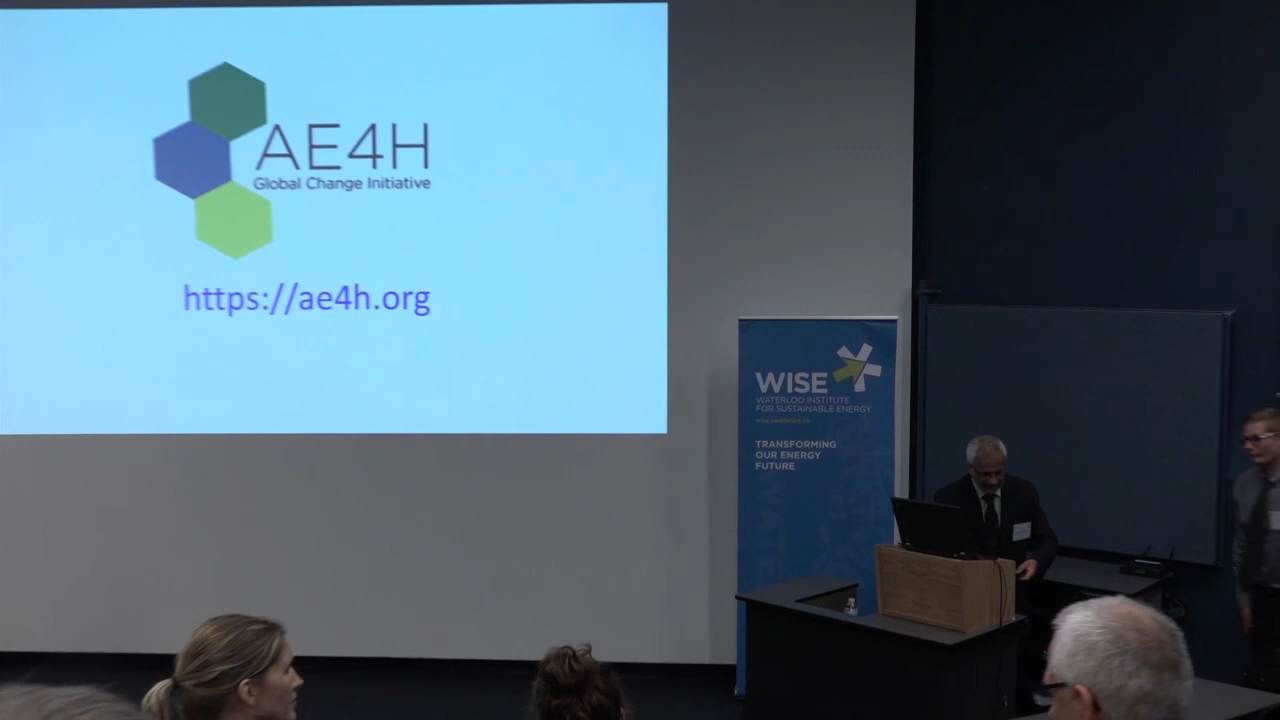 AE4H
Global Change Initiative
https://ae4h.org
WISE
WATERLOO INSTITUTE
FOR SUSTAINABLE ENERGY
TRANSFORMING
OUR ENERGY
FUTURE